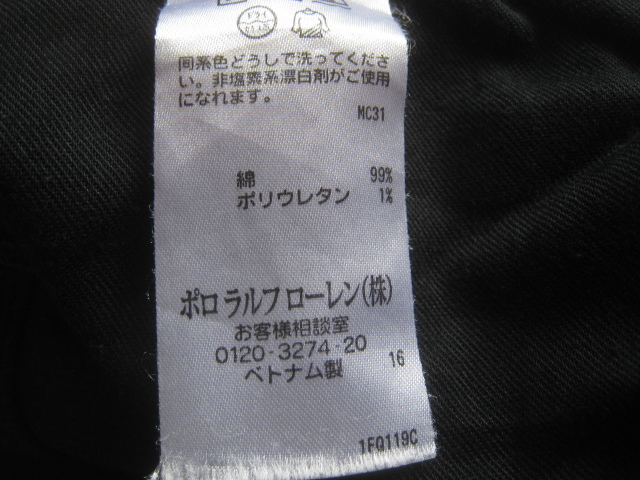 ドライ
同系色どうしで洗ってくださ
い。非塩素系漂白剤がご使用
になれます。
MC31
綿 99%
ポリウレタン 1%
ポロ ラルフ ローレン(株)
お客様相談室
0120-3274-20
ベトナム製 16
1FQ119C